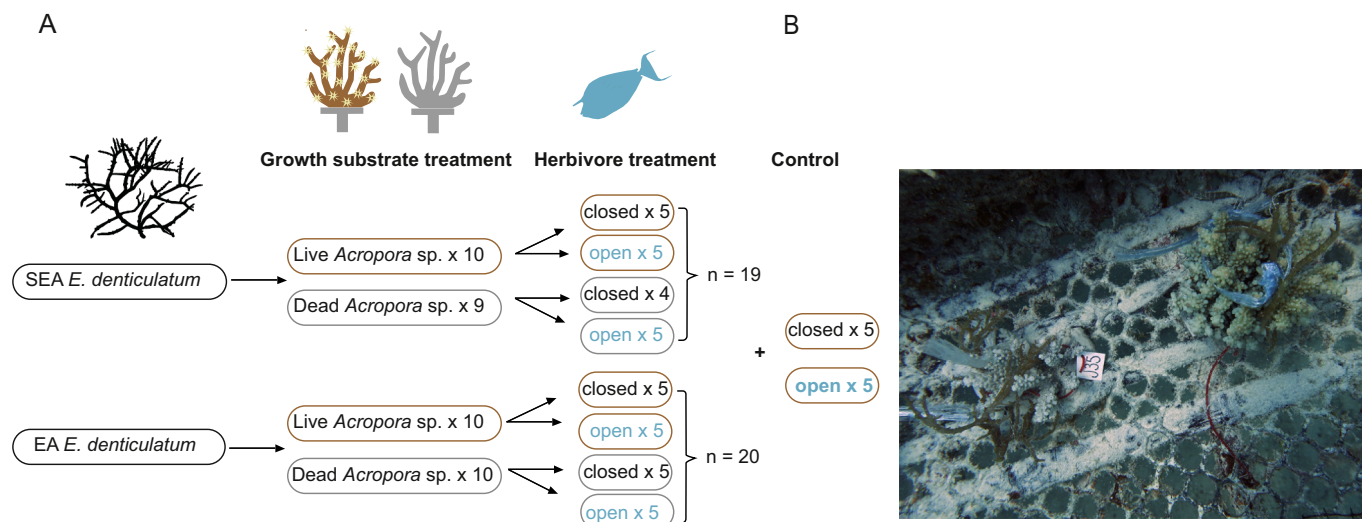 A
B
Growth substrate treatment
Herbivore treatment
Control
SEA E. denticulatum
Live Acropora sp. x 10
Dead Acropora sp. x 9
closed x 5
open x 5
closed x 4
open x 5
n = 19
+
closed x 5
open x 5
EA E. denticulatum
Live Acropora sp. x 10
Dead Acropora sp. x 10
closed x 5
open x 5
closed x 5
open x 5
n = 20
J35